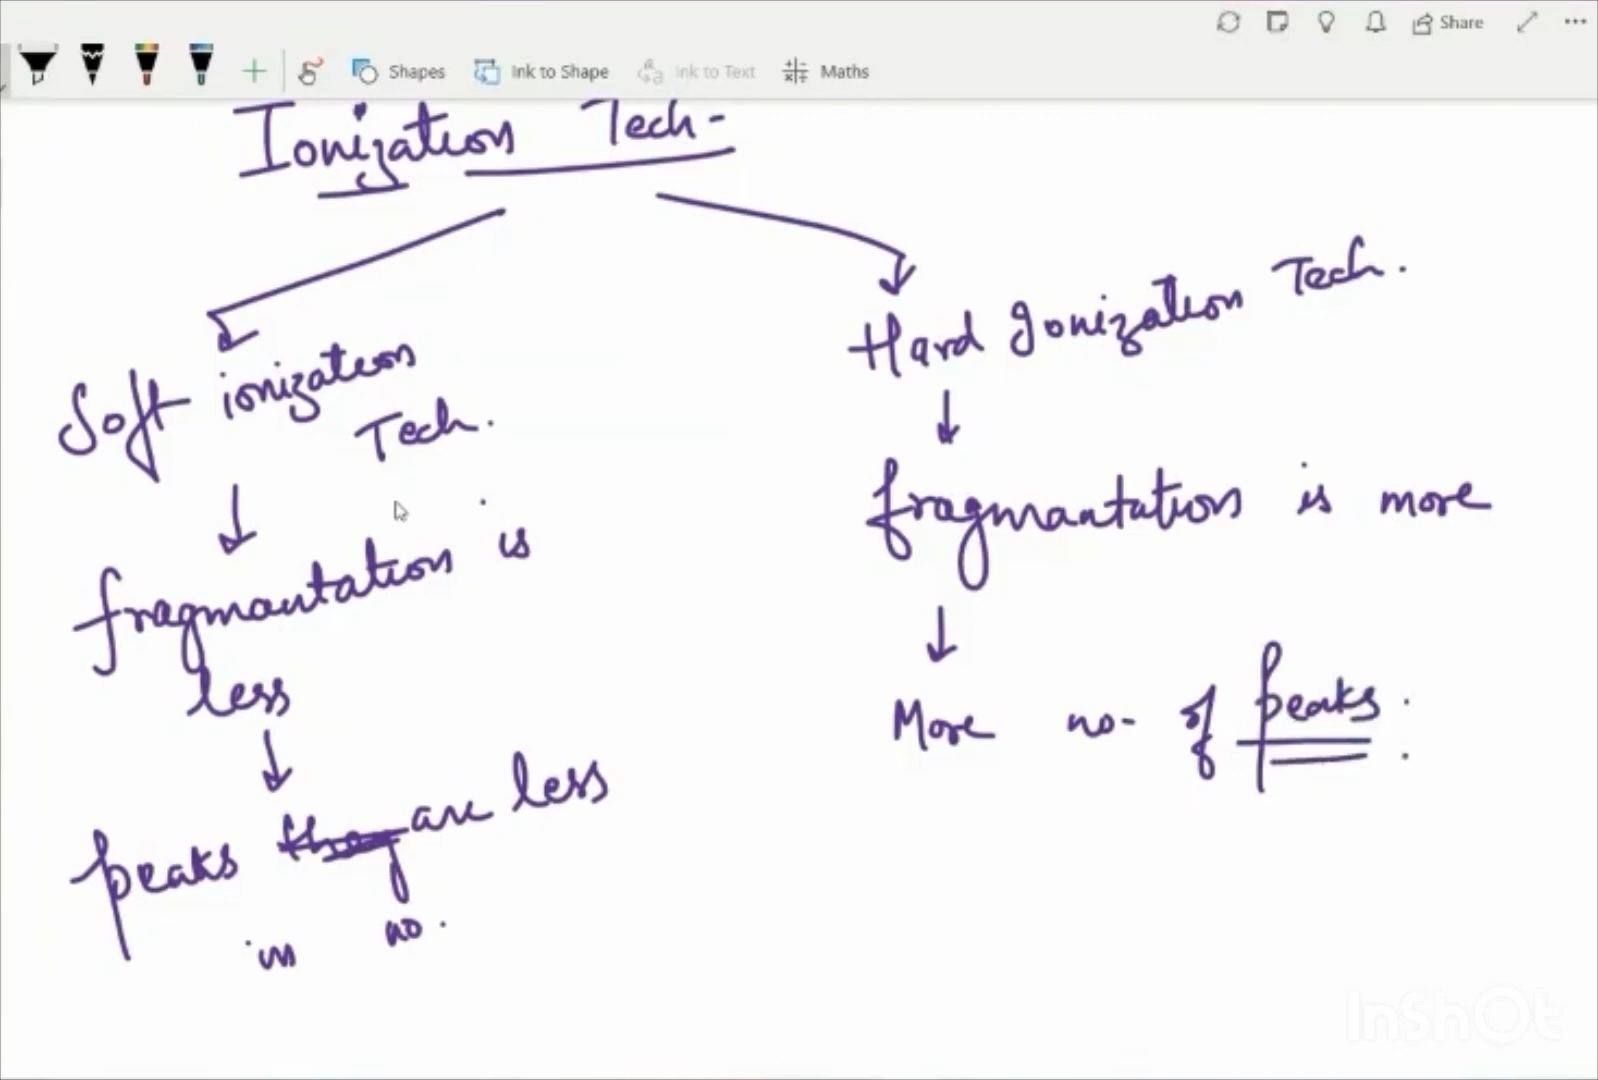 Share
Shapes
Ink to Shape
Ink to Text
Maths
Ionization Tech-
Soft ionization
Tech.
fragmantation is
less
peaks are less
in no.
Hard Ionization Tech.
fragmantation is more
More no- of peaks.
InShOt